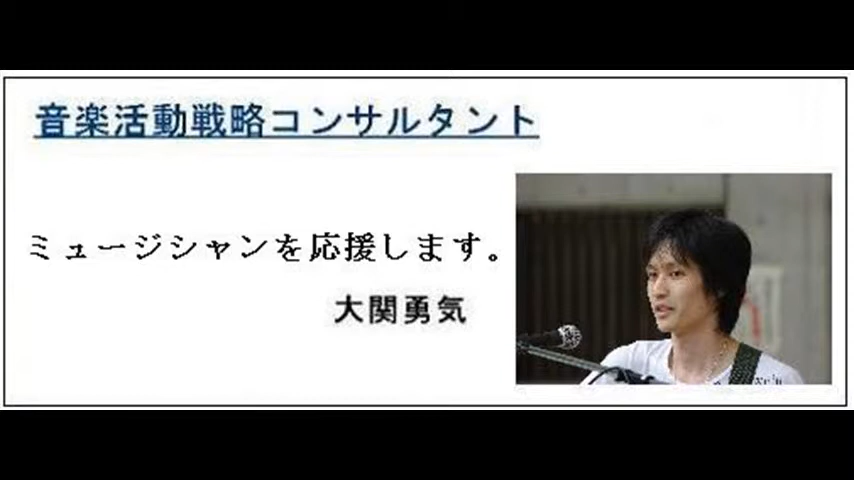 音楽活動戦略コンサルタント
ミュージシャンを応援します。
大関勇気